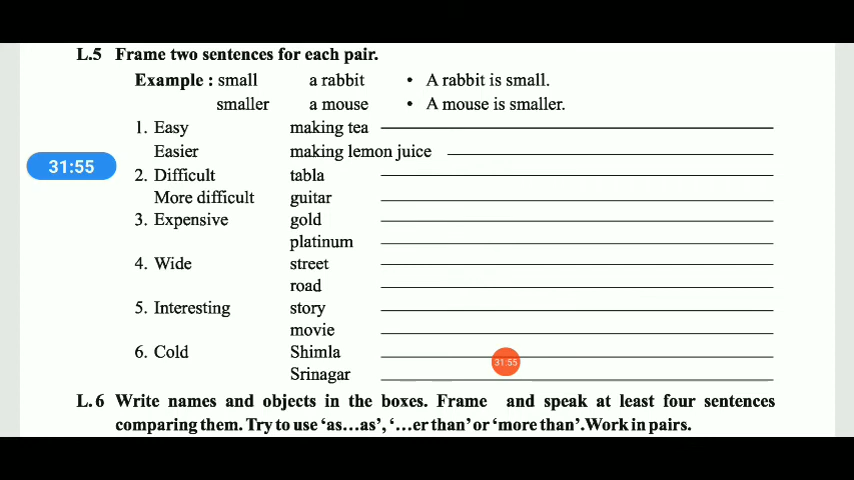 L.5 Frame two sentences for each pair.
Example : small a rabbit • A rabbit is small.
smaller a mouse • A mouse is smaller.
1. Easy making tea
31:55
Easier making lemon juice
2. Difficult tabla
More difficult guitar
3. Expensive gold
platinum
4. Wide street
road
5. Interesting story
movie
6. Cold Shimla
31:55
Srinagar
L.6 Write names and objects in the boxes. Frame and speak at least four sentences
comparing them. Try to use ‘as...as’, ‘...er than’ or ‘more than’.Work in pairs.